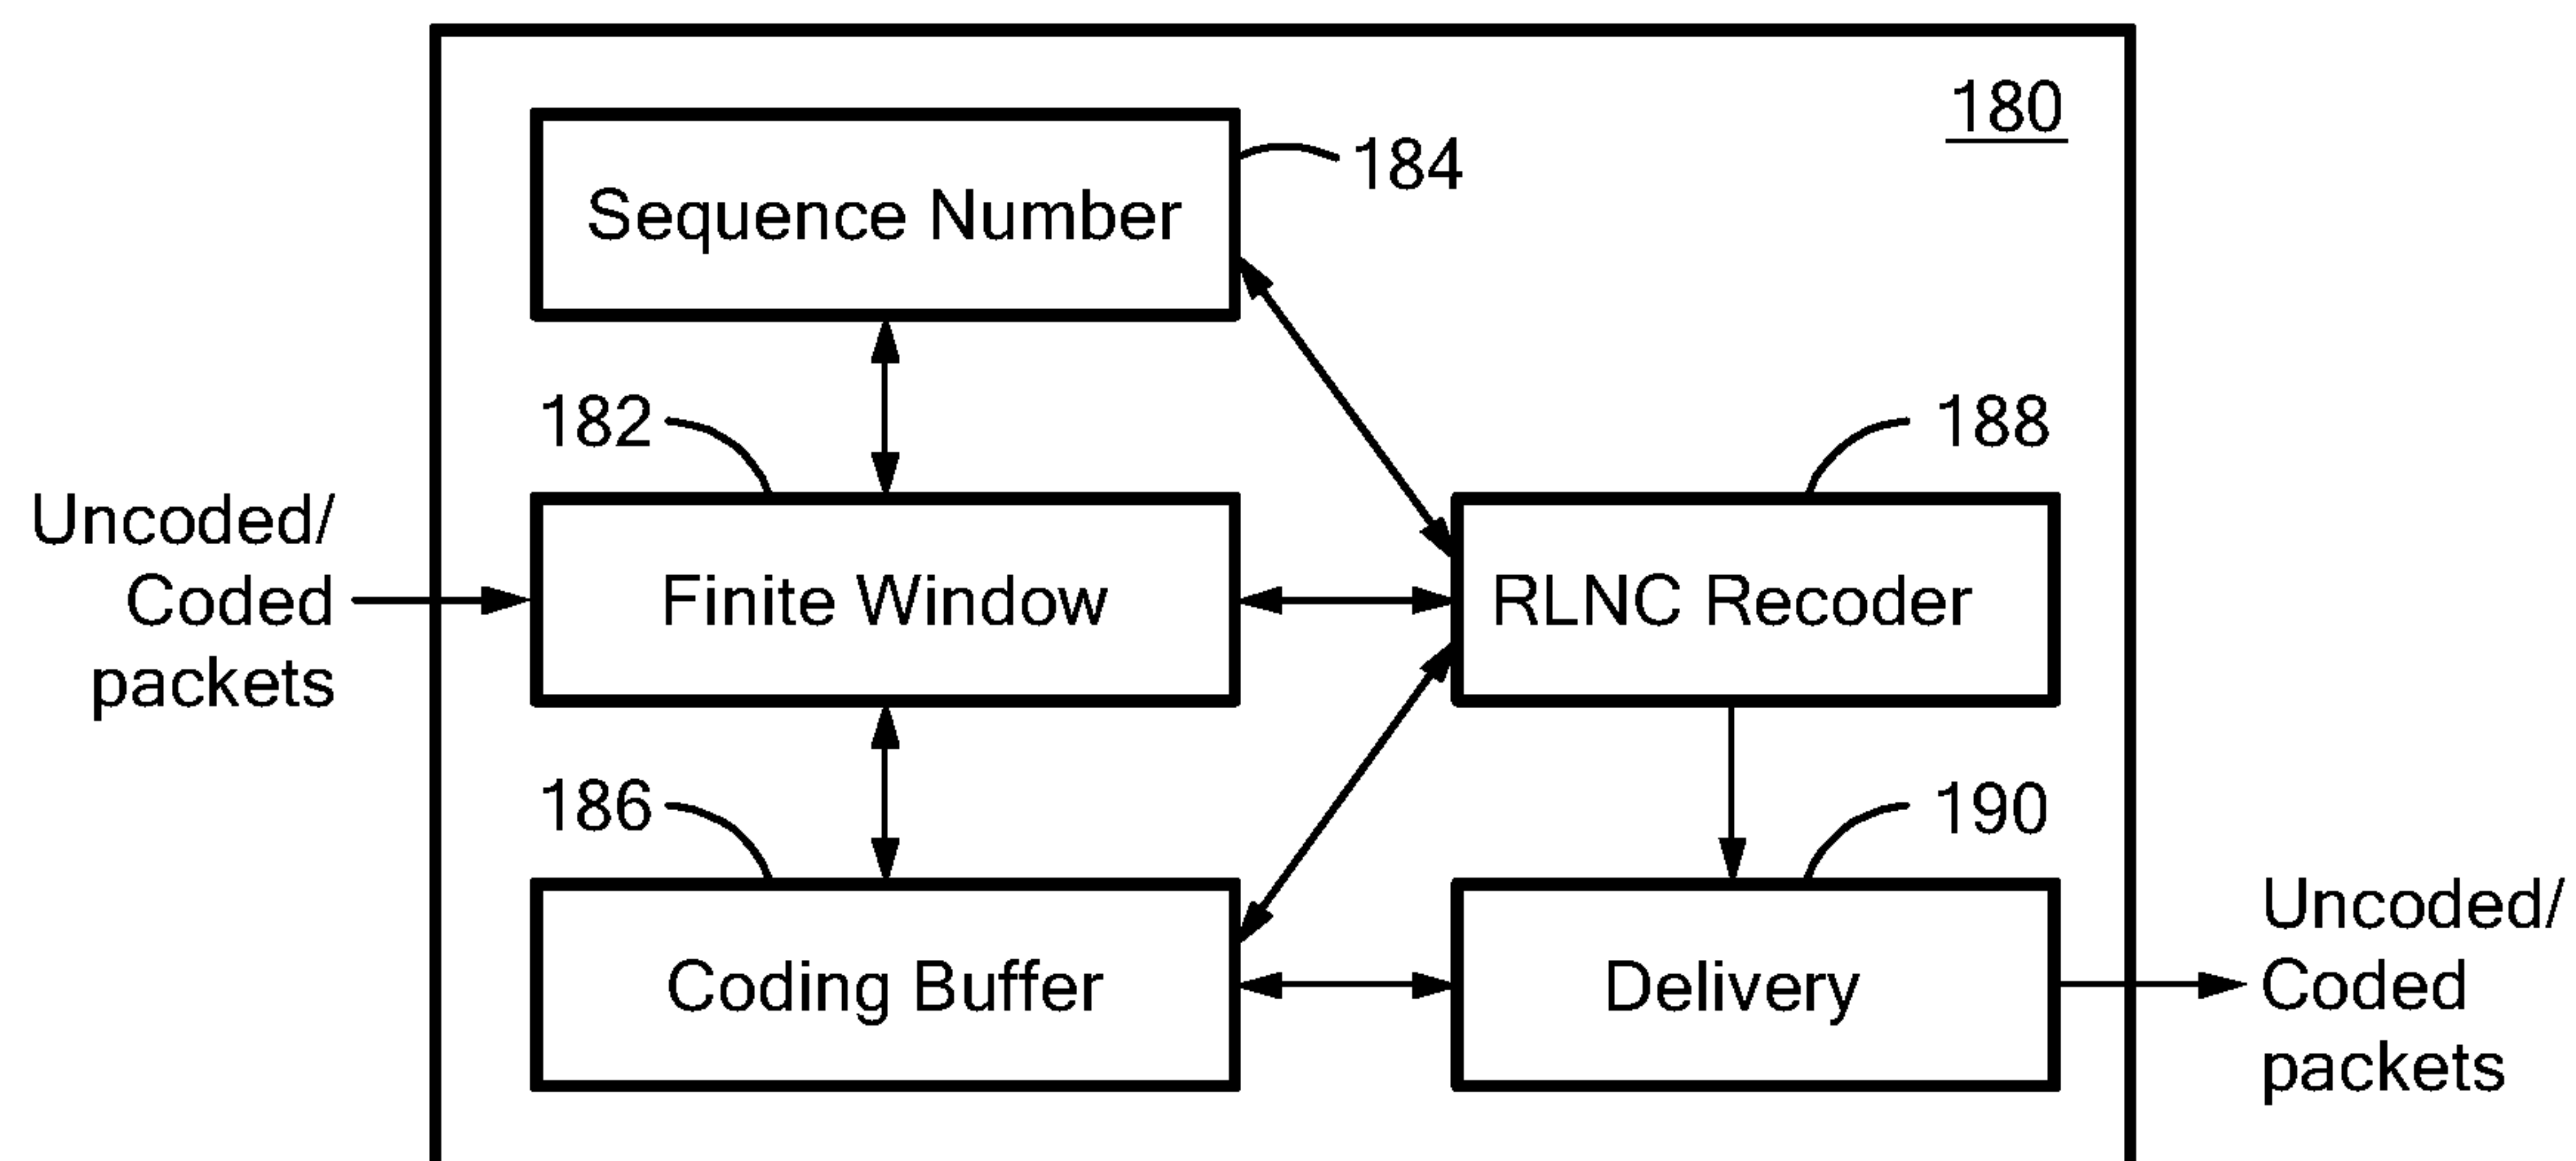 180
Sequence Number
184
182
188
Uncoded/
Coded
packets
Finite Window
RLNC Recoder
186
190
Coding Buffer
Delivery
Uncoded/
Coded
packets